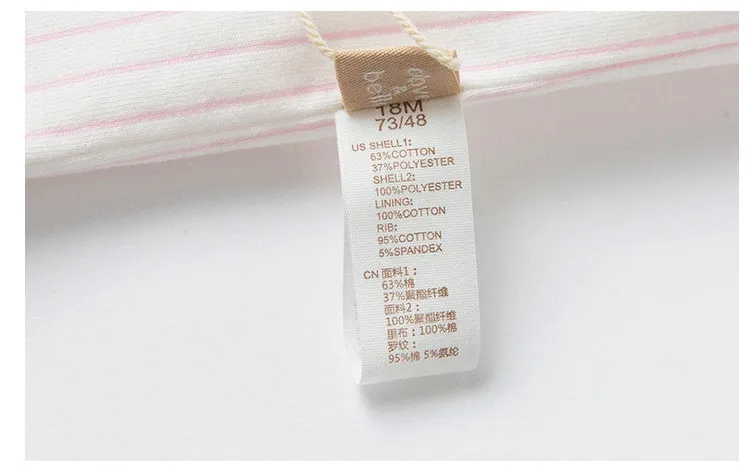 &
bell
18M
73/48
US SHELL1:
63%COTTON
37%POLYESTER
SHELL2:
100%POLYESTER
LINING:
100%COTTON
RIB:
95%COTTON
5%SPANDEX
CN 面料1：
63%棉
37%聚酯纤维
面料2：
100%聚酯纤维
里布：100%棉
罗纹：
95%棉 5%氨纶